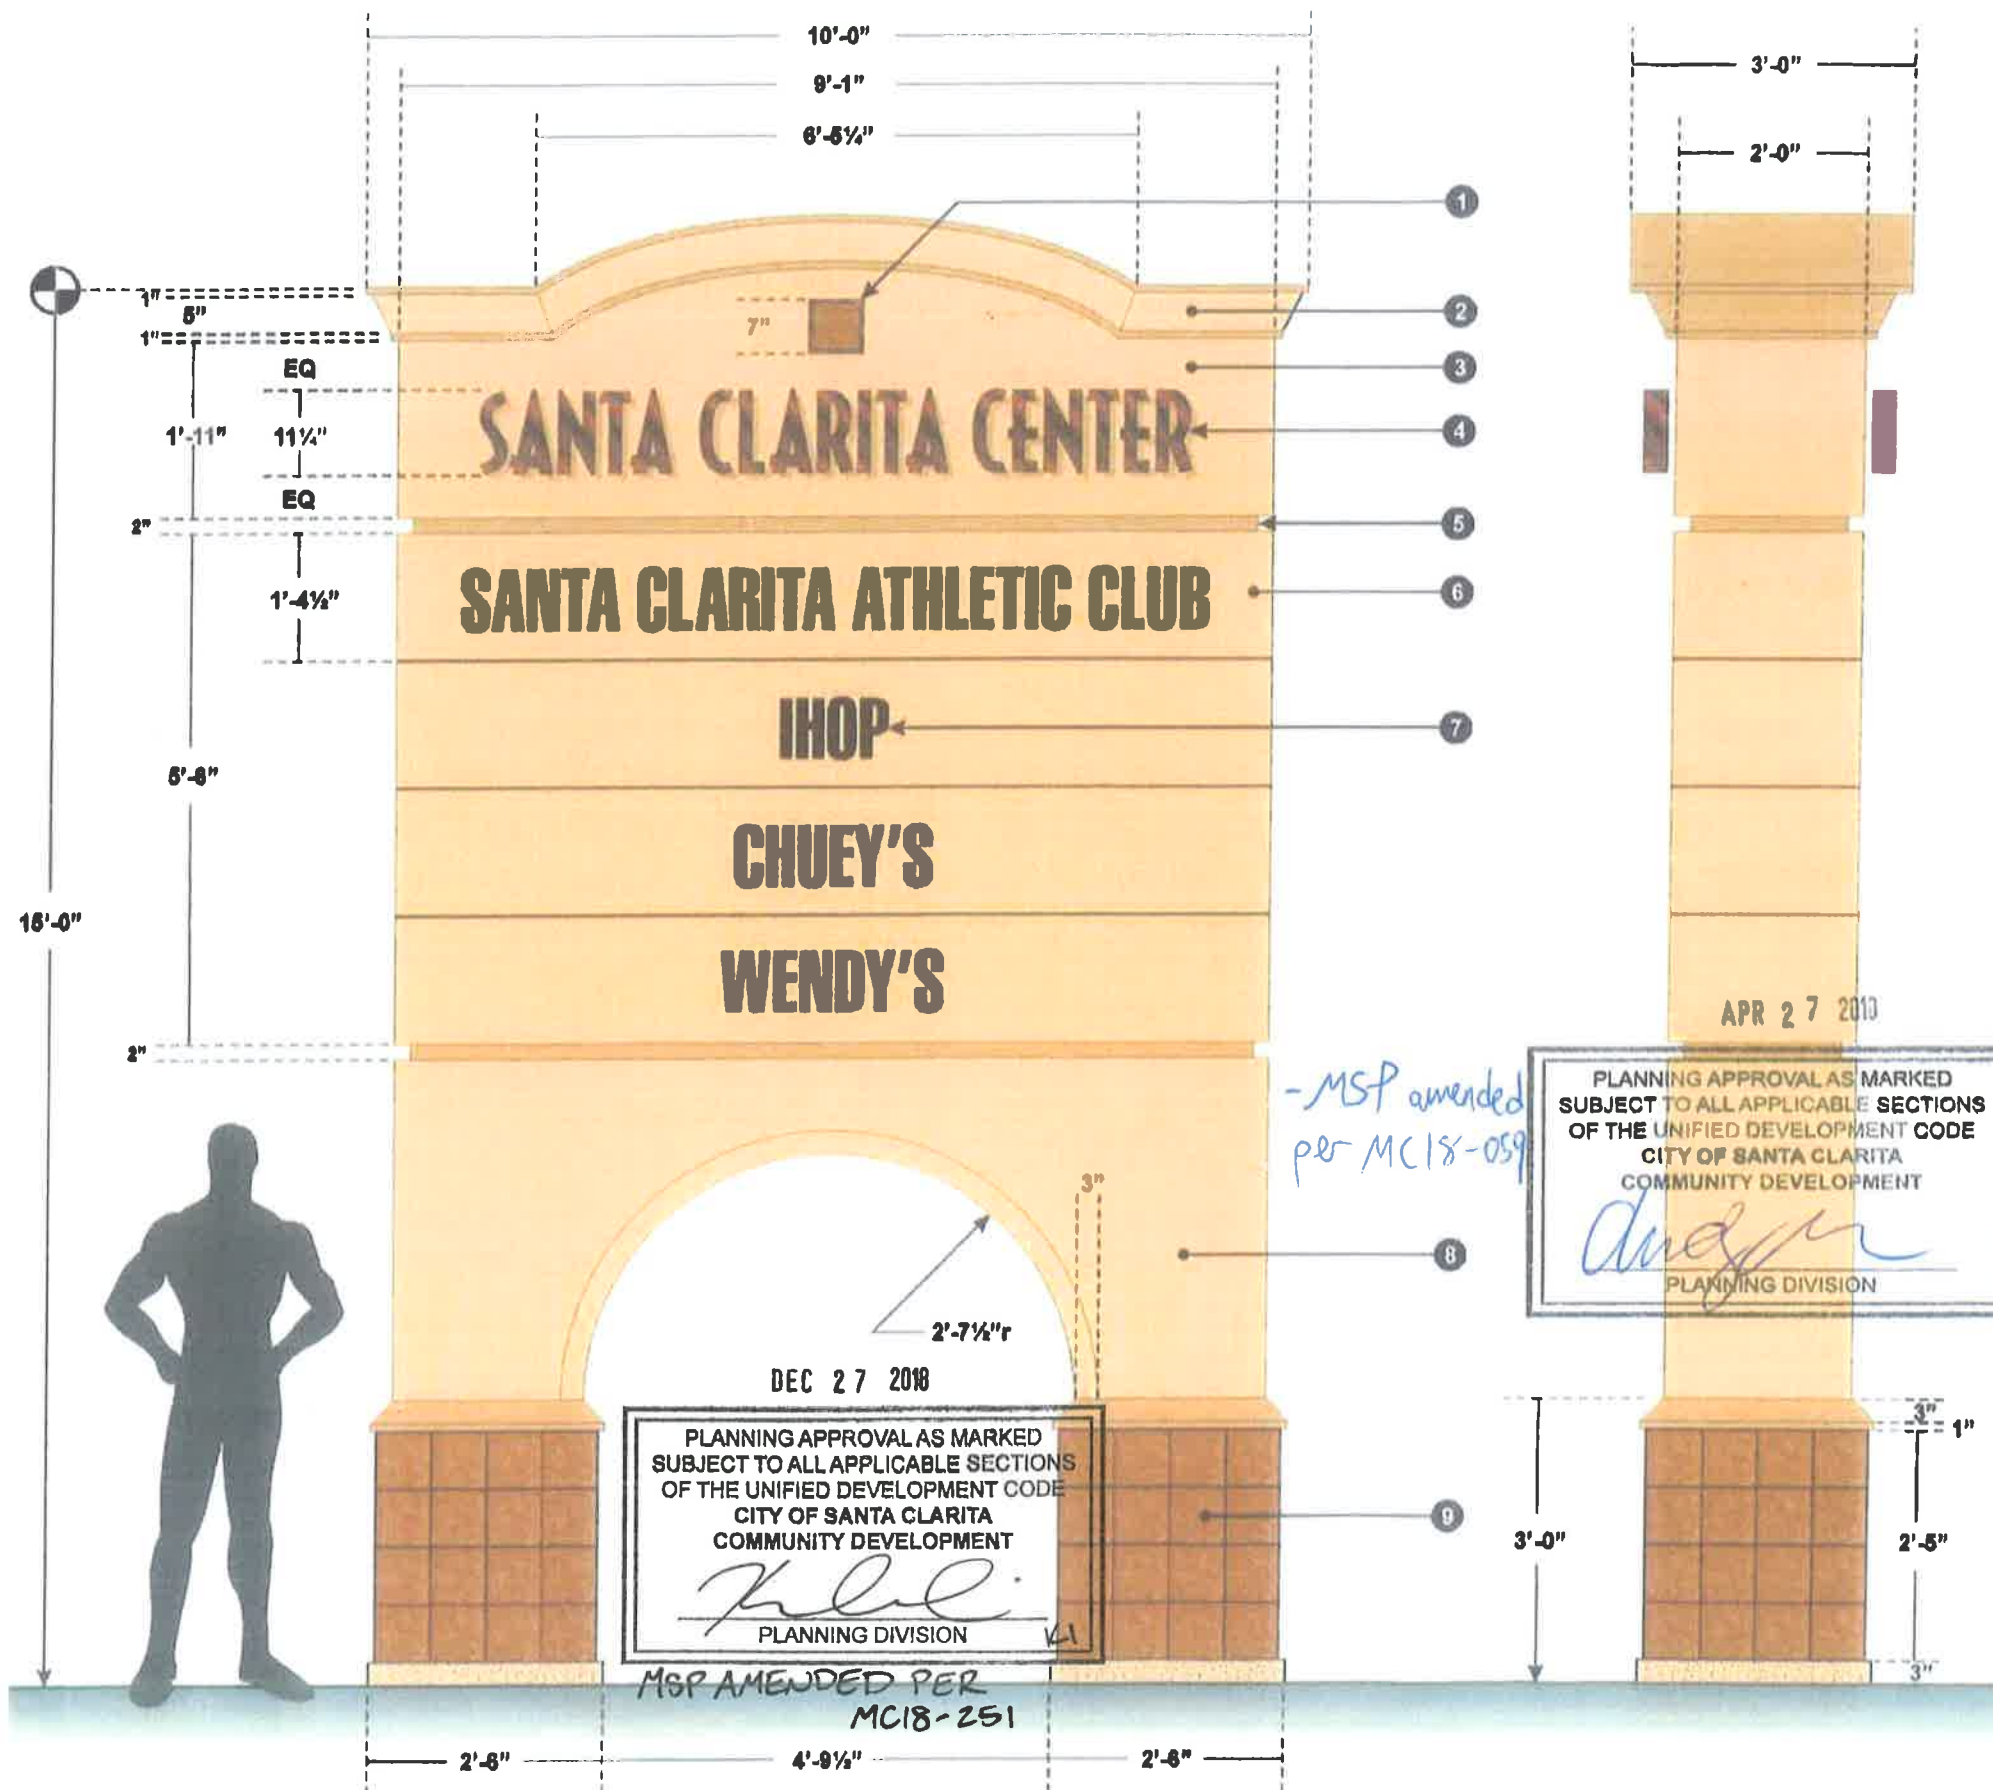 10'-0"
9'-1"
6'-5¼"
3'-0"
2'-0"
1
1"
5"
1"
7"
2
EQ
3
SANTA CLARITA CENTER
1'-11"
11¼"
4
EQ
2"
5
1'-4½"
SANTA CLARITA ATHLETIC CLUB
6
IHOP
7
5'-6"
CHUEY'S
15'-0"
WENDY'S
2"
APR 27 2018
- MSP amended
per MC18-059
PLANNING APPROVAL AS MARKED
SUBJECT TO ALL APPLICABLE SECTIONS
OF THE UNIFIED DEVELOPMENT CODE
CITY OF SANTA CLARITA
COMMUNITY DEVELOPMENT
PLANNING DIVISION
3"
8
2'-7½"r
DEC 27 2018
PLANNING APPROVAL AS MARKED
SUBJECT TO ALL APPLICABLE SECTIONS
OF THE UNIFIED DEVELOPMENT CODE
CITY OF SANTA CLARITA
COMMUNITY DEVELOPMENT
PLANNING DIVISION
MSP AMENDED PER
MC18-251
9
3"
1"
3'-0"
2'-5"
3"
2'-6"
4'-9½"
2'-6"